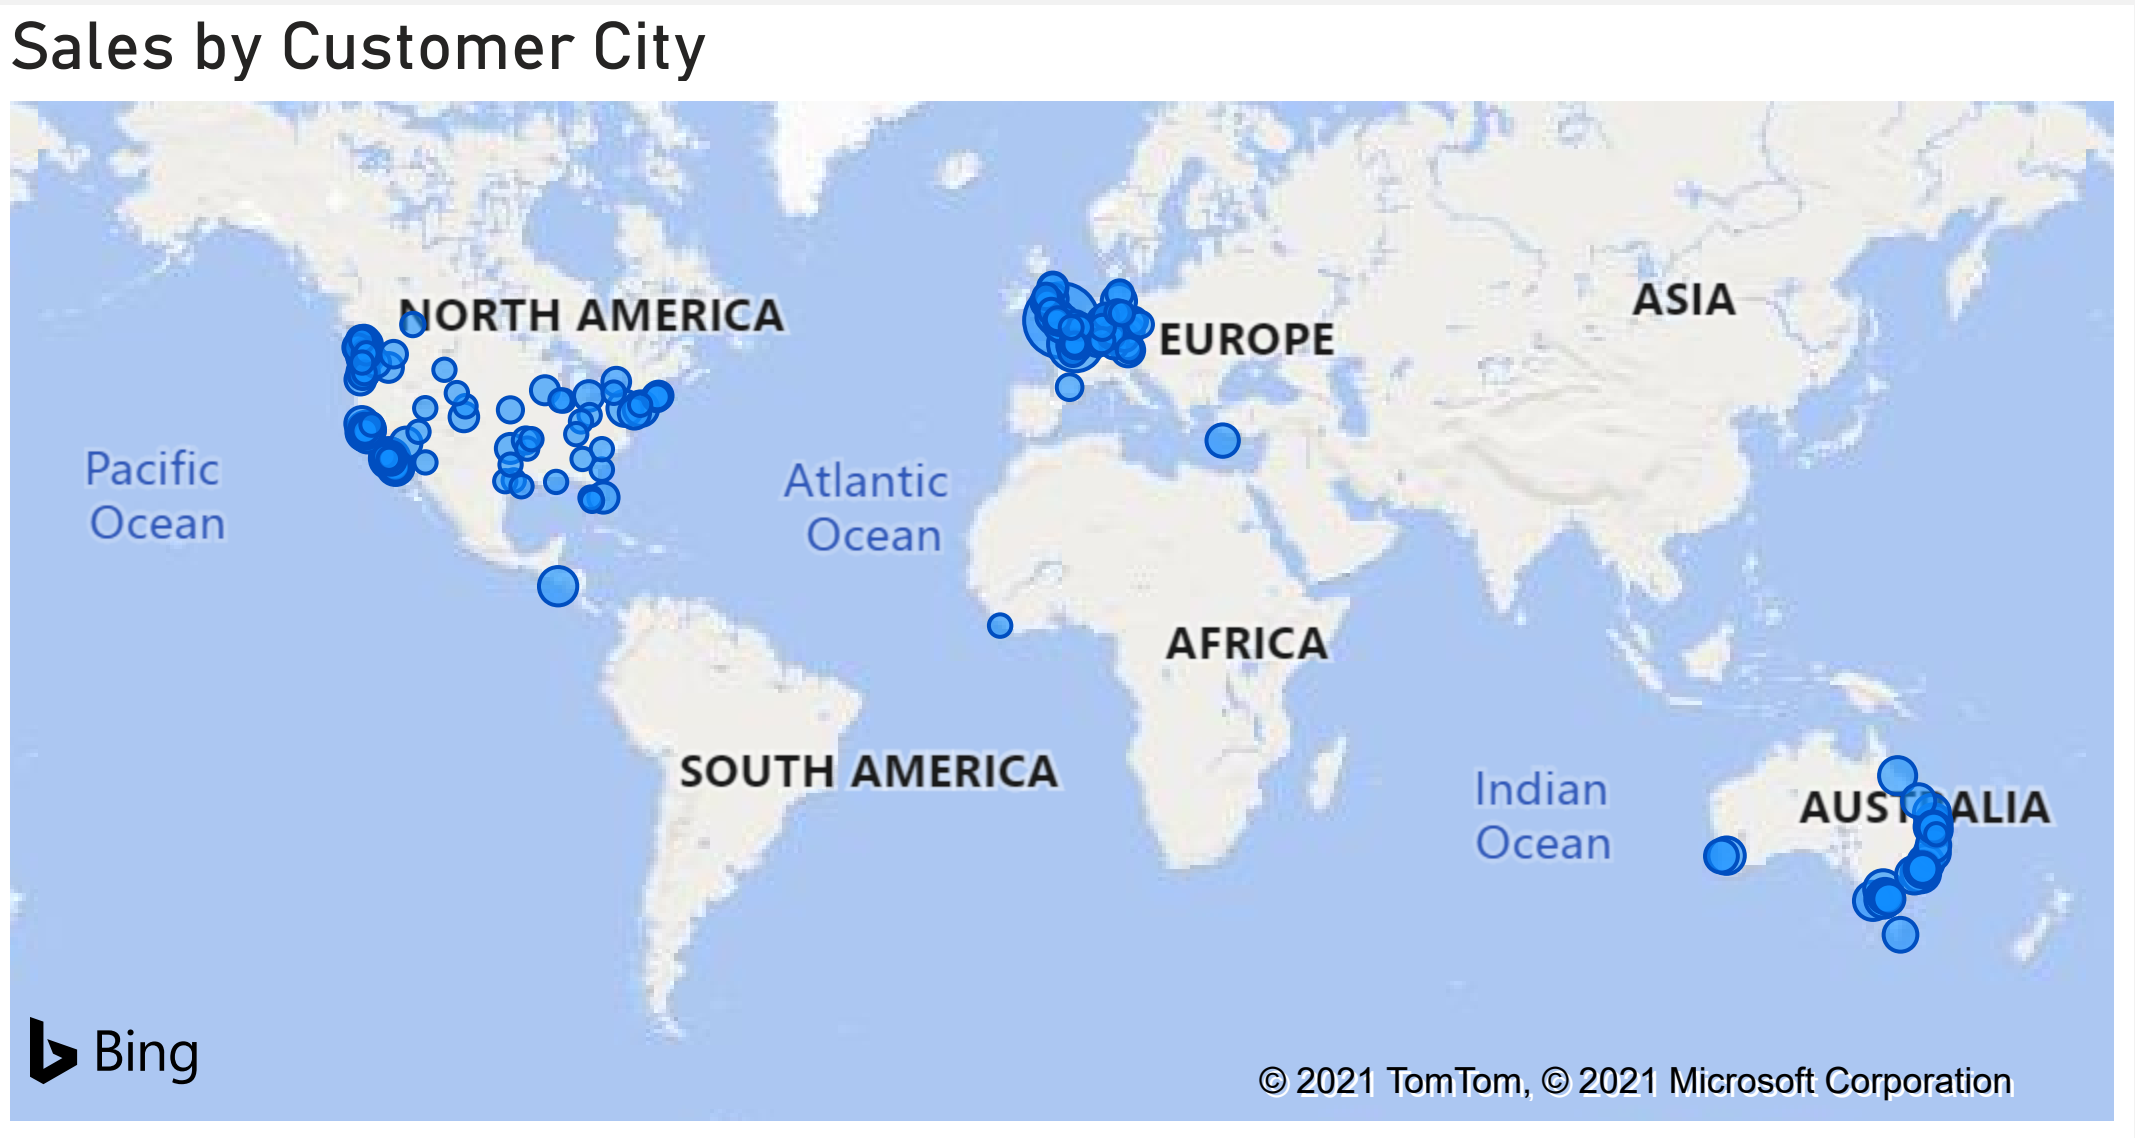 Sales by Customer City
NORTH AMERICA
ASIA
EUROPE
Pacific
Ocean
Atlantic
Ocean
AFRICA
SOUTH AMERICA
Indian
Ocean
AUSTRALIA
Bing
© 2021 TomTom, © 2021 Microsoft Corporation